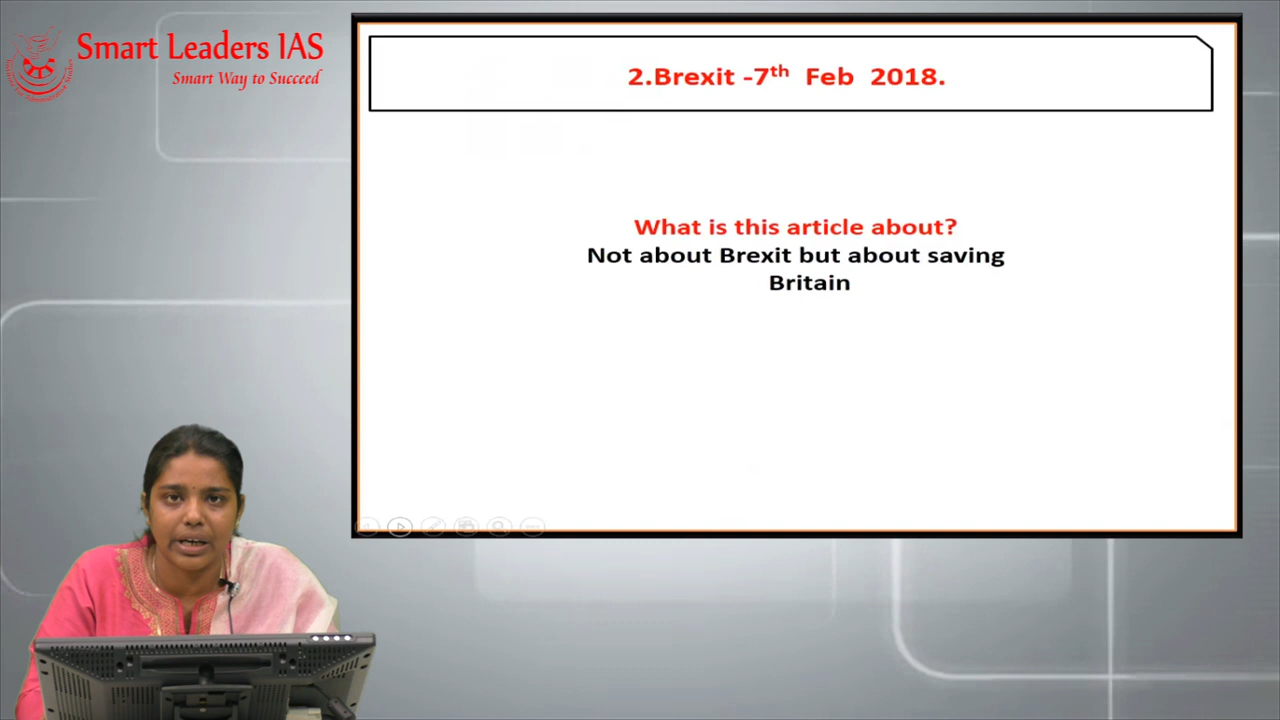 Smart Leaders IAS
Smart Way to Succeed
2.Brexit -7th Feb 2018.
What is this article about?
Not about Brexit but about saving
Britain